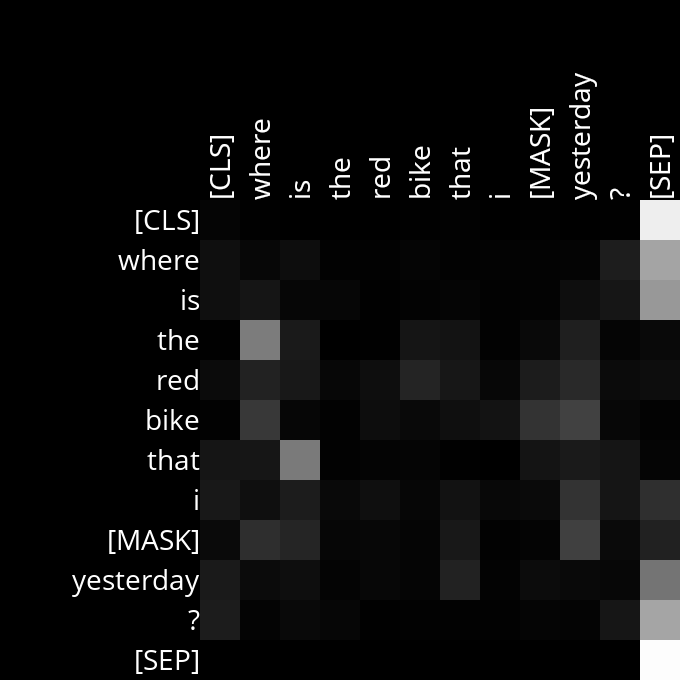 [CLS]
where
is
the
red
bike
that
i
[MASK]
yesterday
?
[SEP]
[CLS]
where
is
the
red
bike
that
i
[MASK]
yesterday
?
[SEP]